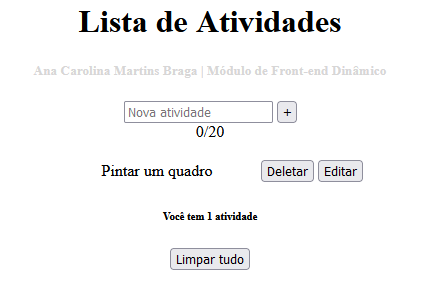 Lista de Atividades
Ana Carolina Martins Braga | Módulo de Front-end Dinâmico
Nova atividade +
0/20
Pintar um quadro Deletar Editar
Você tem 1 atividade
Limpar tudo